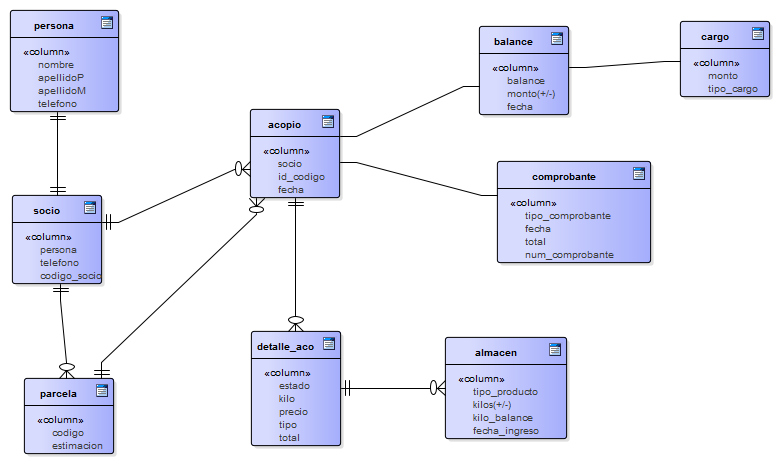 persona
«column»
nombre
apellidoP
apellidoM
telefono
balance
«column»
balance
monto(+/-)
fecha
cargo
«column»
monto
tipo_cargo
acopio
«column»
socio
id_codigo
fecha
comprobante
«column»
tipo_comprobante
fecha
total
num_comprobante
socio
«column»
persona
telefono
codigo_socio
detalle_aco
«column»
estado
kilo
precio
tipo
total
almacen
«column»
tipo_producto
kilos(+/-)
kilo_balance
fecha_ingreso
parcela
«column»
codigo
estimacion